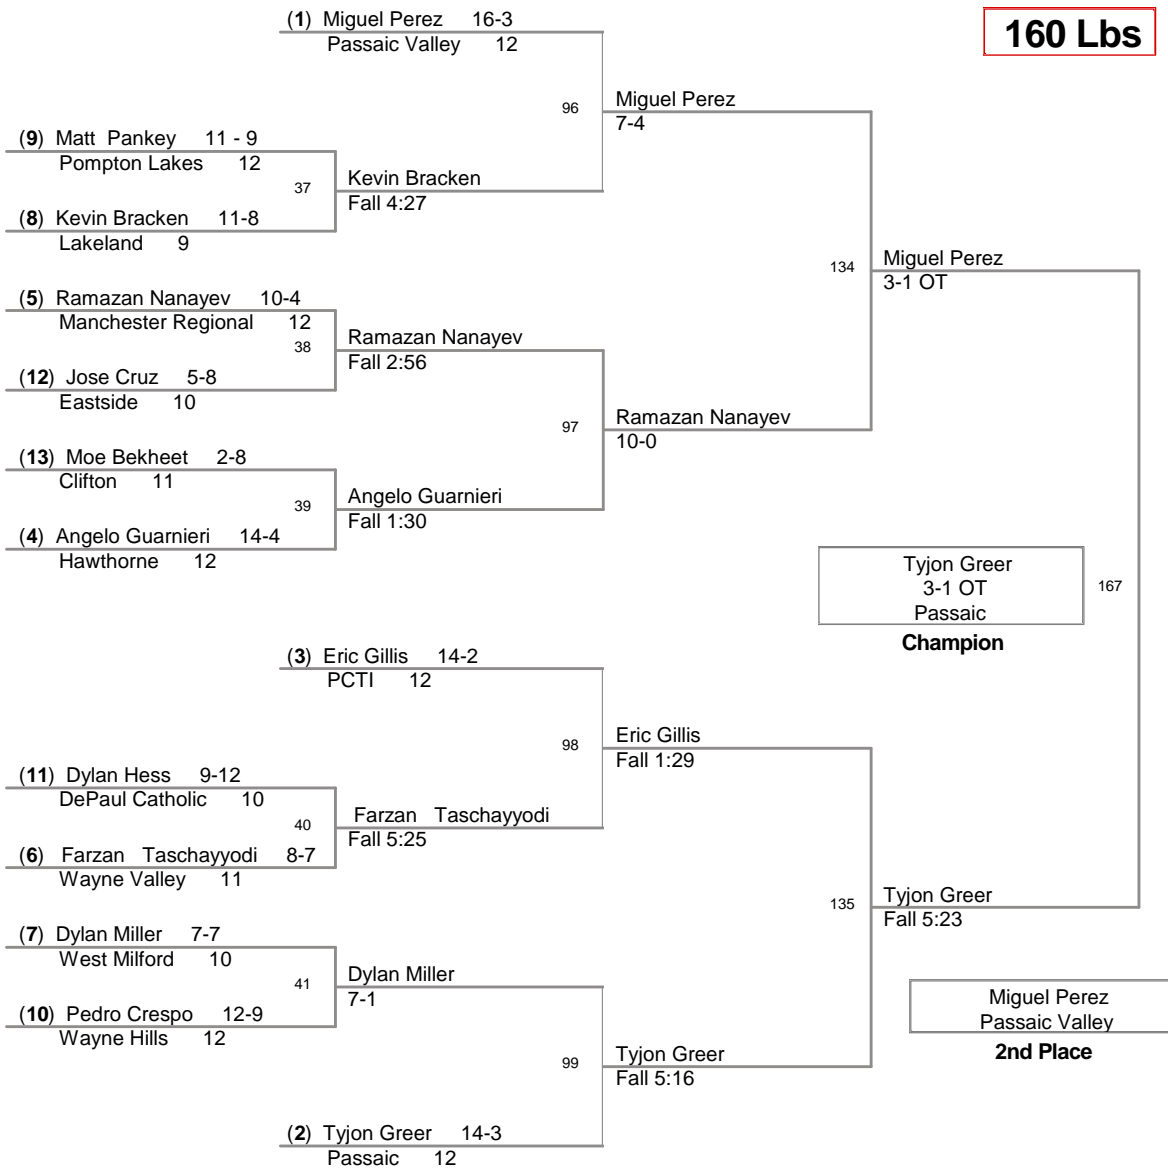 160 Lbs
(1) Miguel Perez 16-3
Passaic Valley 12
96
Miguel Perez
7-4
(9) Matt Pankey 11 - 9
Pompton Lakes 12
37
Kevin Bracken
Fall 4:27
(8) Kevin Bracken 11-8
Lakeland 9
134
Miguel Perez
3-1 OT
(5) Ramazan Nanayev 10-4
Manchester Regional 12
38
Ramazan Nanayev
Fall 2:56
(12) Jose Cruz 5-8
Eastside 10
97
Ramazan Nanayev
10-0
(13) Moe Bekheet 2-8
Clifton 11
39
Angelo Guarnieri
Fall 1:30
(4) Angelo Guarnieri 14-4
Hawthorne 12
Tyjon Greer
3-1 OT
Passaic
167
Champion
(3) Eric Gillis 14-2
PCTI 12
98
Eric Gillis
Fall 1:29
(11) Dylan Hess 9-12
DePaul Catholic 10
40
Farzan Taschayyodi
Fall 5:25
(6) Farzan Taschayyodi 8-7
Wayne Valley 11
135
Tyjon Greer
Fall 5:23
(7) Dylan Miller 7-7
West Milford 10
41
Dylan Miller
7-1
(10) Pedro Crespo 12-9
Wayne Hills 12
Miguel Perez
Passaic Valley
2nd Place
99
Tyjon Greer
Fall 5:16
(2) Tyjon Greer 14-3
Passaic 12